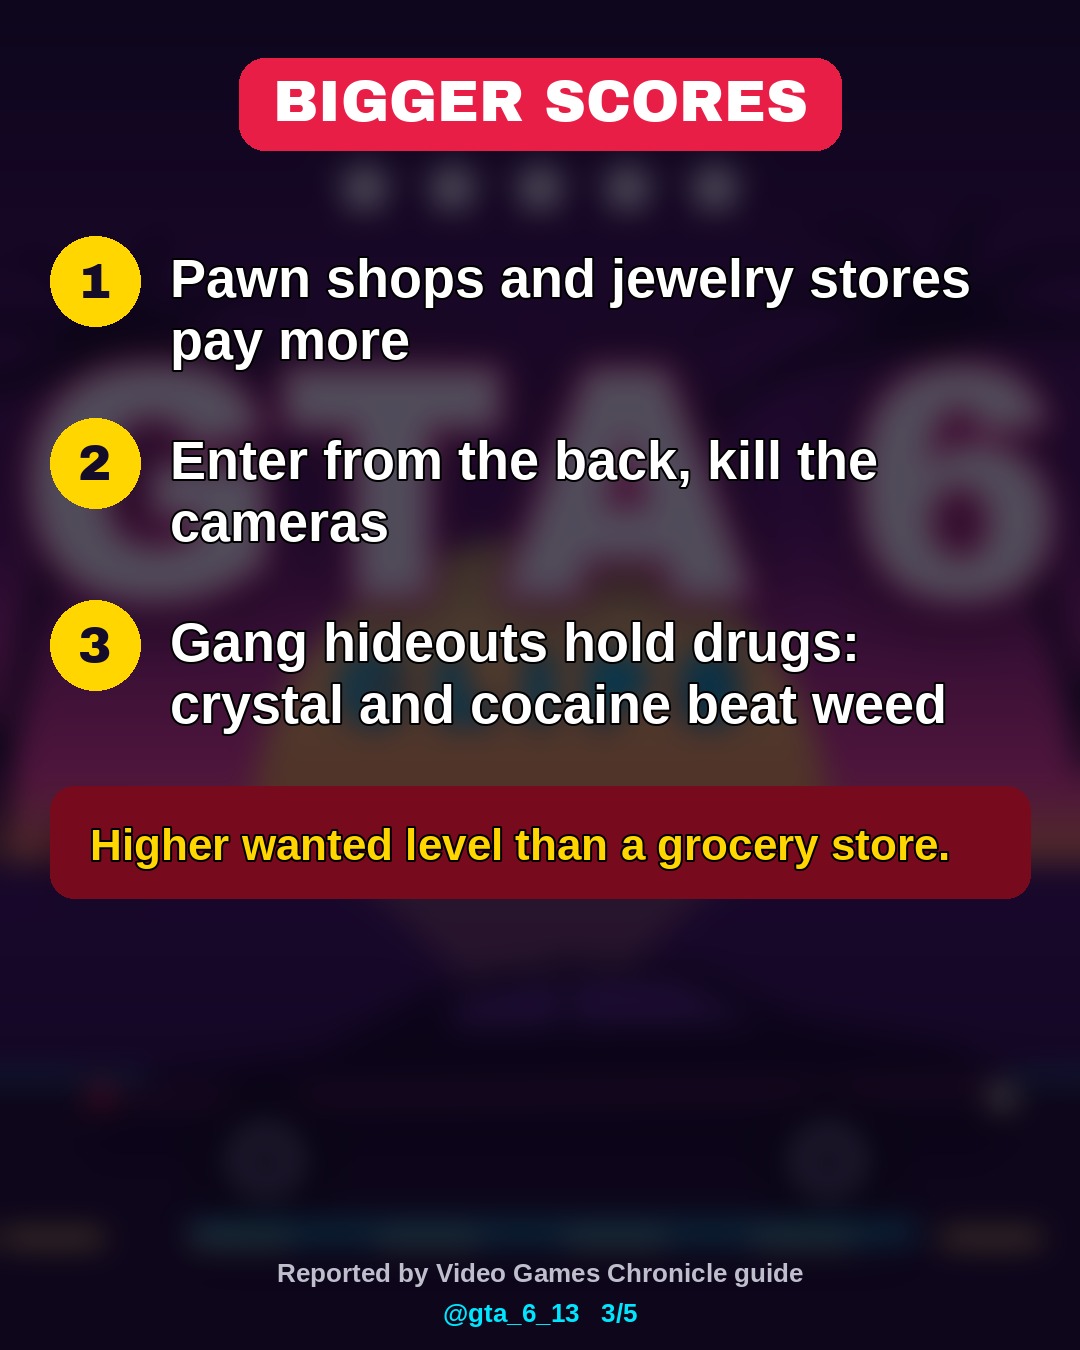 BIGGER SCORES
1 Pawn shops and jewelry stores
pay more
GTA 6
2 Enter from the back, kill the
cameras
3 Gang hideouts hold drugs:
crystal and cocaine beat weed
Higher wanted level than a grocery store.
Reported by Video Games Chronicle guide
@gta_6_13 3/5